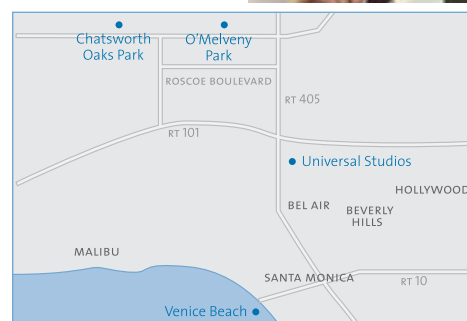 Chatsworth
Oaks Park
O'Melveny
Park
ROSCOE BOULEVARD
RT 405
RT 101
Universal Studios
HOLLYWOOD
BEL AIR
BEVERLY
HILLS
MALIBU
SANTA MONICA
RT 10
Venice Beach